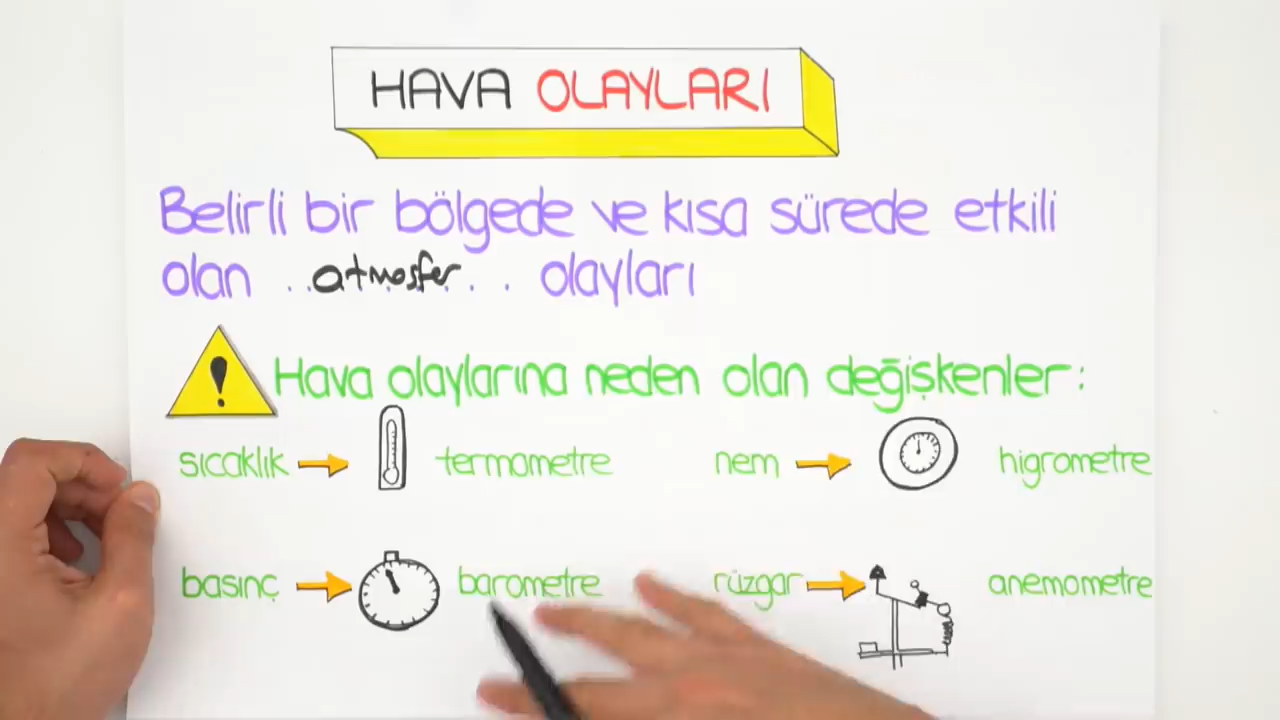 HAVA OLAYLARI
Belirli bir bölgede ve kısa sürede etkili
olan ..atmosfer... olayları
! Hava olaylarına neden olan değişkenler:
sıcaklık termometre nem higrometre
basınç barometre rüzgar anemometre